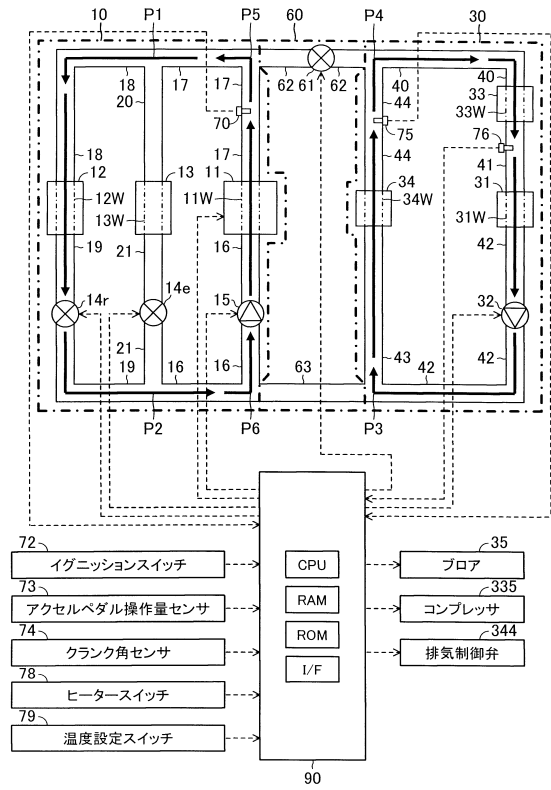 10 P1 P5 60 P4 30
18 17 62 61 62 40 40
20 17 44 33
33W
70 75 76
18 17 44 41
12 13 11 34 31
12W 13W 11W 34W 31W
19 21 16 42
14r 14e 15 32
21 16 43 42
19 16 63 42
P2 P6 P3
72 イグニッションスイッチ
73 アクセルペダル操作量センサ
74 クランク角センサ
78 ヒータースイッチ
79 温度設定スイッチ
CPU
RAM
ROM
I/F
90
35 ブロア
335 コンプレッサ
344 排気制御弁